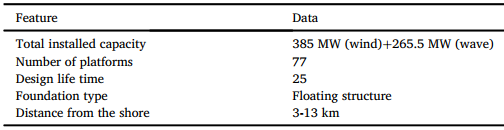 Feature Data
Total installed capacity 385 MW (wind)+265.5 MW (wave)
Number of platforms 77
Design life time 25
Foundation type Floating structure
Distance from the shore 3-13 km